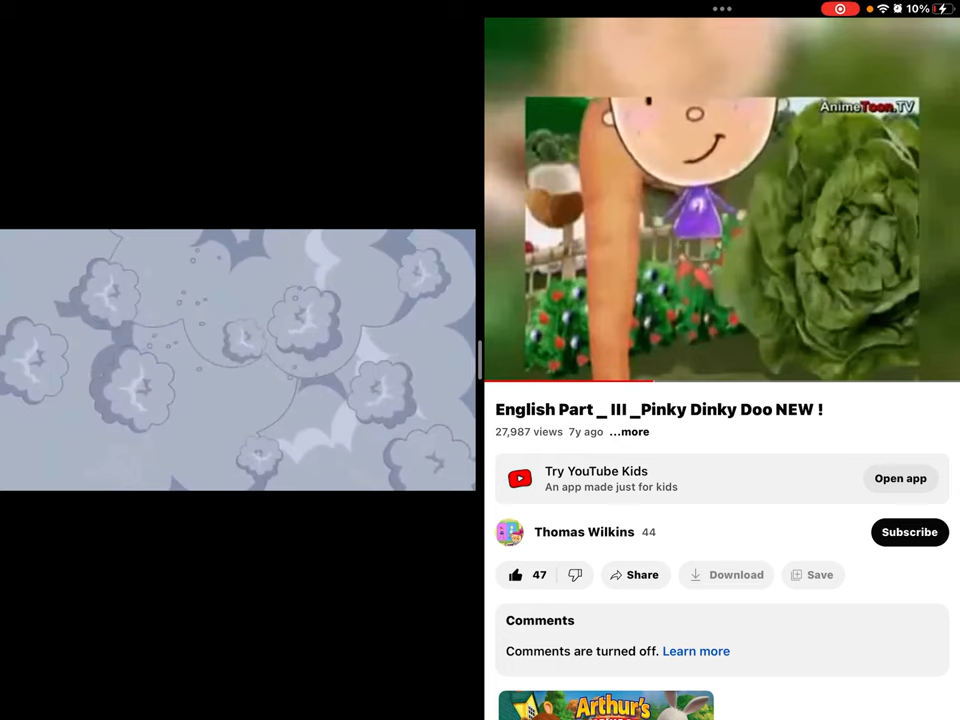 10%
AnimeToon.TV
English Part _ III _Pinky Dinky Doo NEW !
27,987 views 7y ago ...more
Try YouTube Kids
An app made just for kids
Open app
Thomas Wilkins 44
Subscribe
47
Share
Download
Save
Comments
Comments are turned off. Learn more
Arthur's